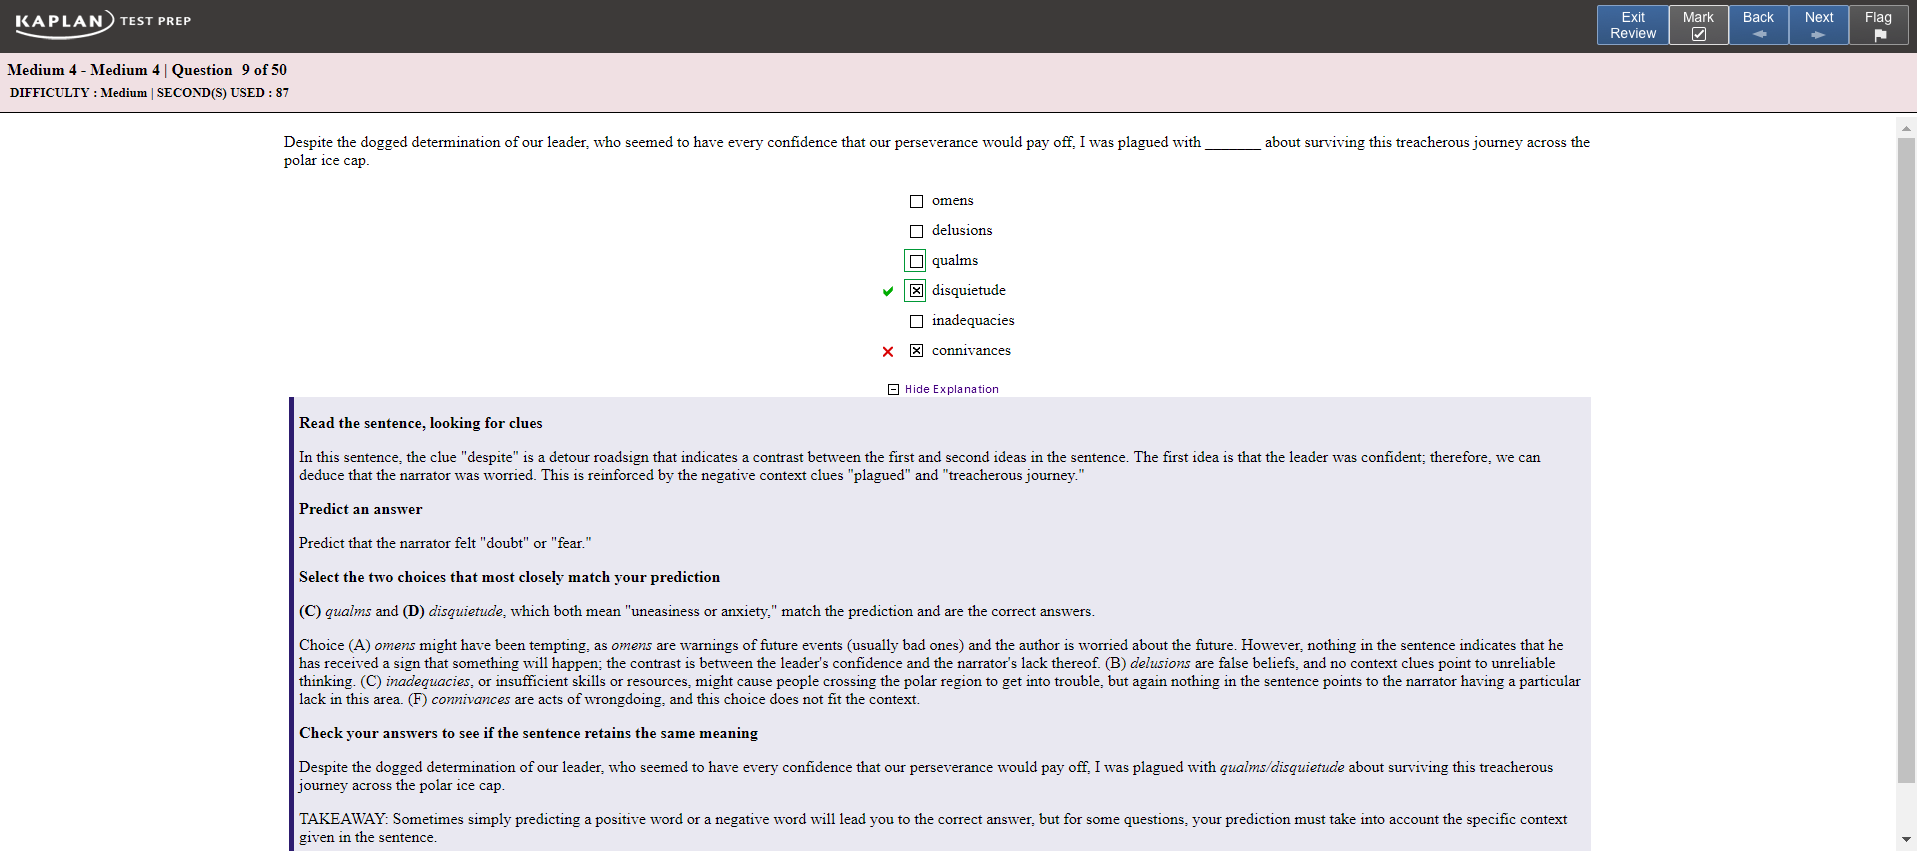 KAPLAN TEST PREP
Exit Review
Mark
Back
Next
Flag
Medium 4 - Medium 4 | Question 9 of 50
DIFFICULTY : Medium | SECOND(S) USED : 87
Despite the dogged determination of our leader, who seemed to have every confidence that our perseverance would pay off, I was plagued with _______ about surviving this treacherous journey across the
polar ice cap.
omens
delusions
qualms
disquietude
inadequacies
connivances
Hide Explanation
Read the sentence, looking for clues
In this sentence, the clue "despite" is a detour roadsign that indicates a contrast between the first and second ideas in the sentence. The first idea is that the leader was confident; therefore, we can
deduce that the narrator was worried. This is reinforced by the negative context clues "plagued" and "treacherous journey."
Predict an answer
Predict that the narrator felt "doubt" or "fear."
Select the two choices that most closely match your prediction
(C) qualms and (D) disquietude, which both mean "uneasiness or anxiety," match the prediction and are the correct answers.
Choice (A) omens might have been tempting, as omens are warnings of future events (usually bad ones) and the author is worried about the future. However, nothing in the sentence indicates that he
has received a sign that something will happen; the contrast is between the leader's confidence and the narrator's lack thereof. (B) delusions are false beliefs, and no context clues point to unreliable
thinking. (C) inadequacies, or insufficient skills or resources, might cause people crossing the polar region to get into trouble, but again nothing in the sentence points to the narrator having a particular
lack in this area. (F) connivances are acts of wrongdoing, and this choice does not fit the context.
Check your answers to see if the sentence retains the same meaning
Despite the dogged determination of our leader, who seemed to have every confidence that our perseverance would pay off, I was plagued with qualms/disquietude about surviving this treacherous
journey across the polar ice cap.
TAKEAWAY: Sometimes simply predicting a positive word or a negative word will lead you to the correct answer, but for some questions, your prediction must take into account the specific context
given in the sentence.